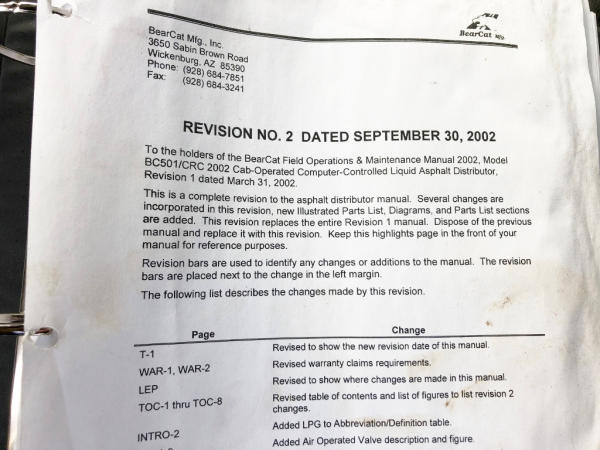 BearCat Mfg., Inc.
3650 Sabin Brown Road
Wickenburg, AZ 85390
Phone: (928) 684-7851
Fax: (928) 684-3241
BearCat Mfg.
REVISION NO. 2 DATED SEPTEMBER 30, 2002
To the holders of the BearCat Field Operations & Maintenance Manual 2002, Model
BC501/CRC 2002 Cab-Operated Computer-Controlled Liquid Asphalt Distributor,
Revision 1 dated March 31, 2002.
This is a complete revision to the asphalt distributor manual. Several changes are
incorporated in this revision, new Illustrated Parts List, Diagrams, and Parts List sections
are added. This revision replaces the entire Revision 1 manual. Dispose of the previous
manual and replace it with this revision. Keep this highlights page in the front of your
manual for reference purposes.
Revision bars are used to identify any changes or additions to the manual. The revision
bars are placed next to the change in the left margin.
The following list describes the changes made by this revision.
Page Change
T-1 Revised to show the new revision date of this manual.
WAR-1, WAR-2 Revised warranty claims requirements.
LEP Revised to show where changes are made in this manual.
TOC-1 thru TOC-8 Revised table of contents and list of figures to list revision 2
changes.
INTRO-2 Added LPG to Abbreviation/Definition table.
Added Air Operated Valve description and figure.